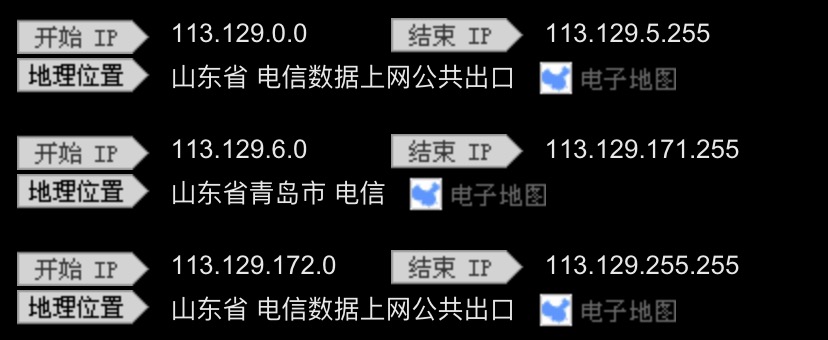 开始 IP 113.129.0.0 结束 IP 113.129.5.255
地理位置 山东省 电信数据上网公共出口 电子地图
开始 IP 113.129.6.0 结束 IP 113.129.171.255
地理位置 山东省青岛市 电信 电子地图
开始 IP 113.129.172.0 结束 IP 113.129.255.255
地理位置 山东省 电信数据上网公共出口 电子地图